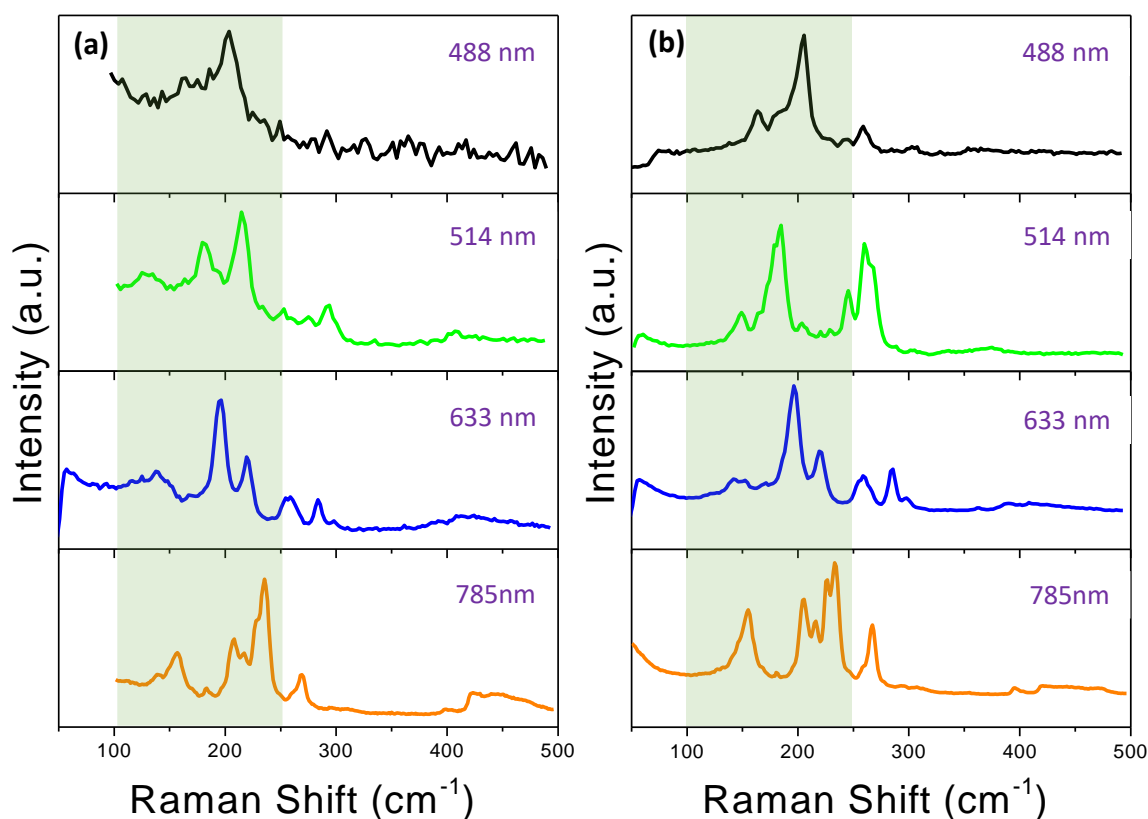 (a)
488 nm
514 nm
633 nm
785nm
100
200
300
400
500
Intensity (a.u.)
Raman Shift (cm⁻¹)
(b)
488 nm
514 nm
633 nm
785nm
100
200
300
400
500
Intensity (a.u.)
Raman Shift (cm⁻¹)